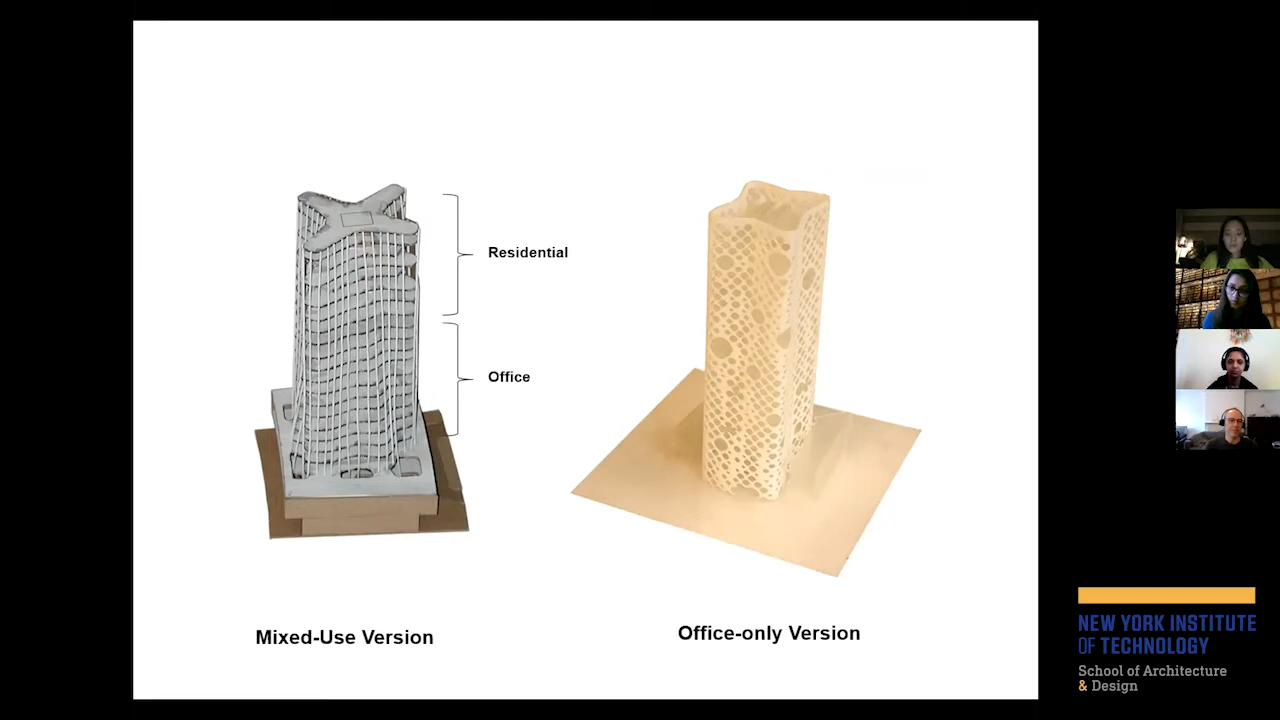 Residential
Office
Mixed-Use Version
Office-only Version
NEW YORK INSTITUTE
OF TECHNOLOGY
School of Architecture
& Design